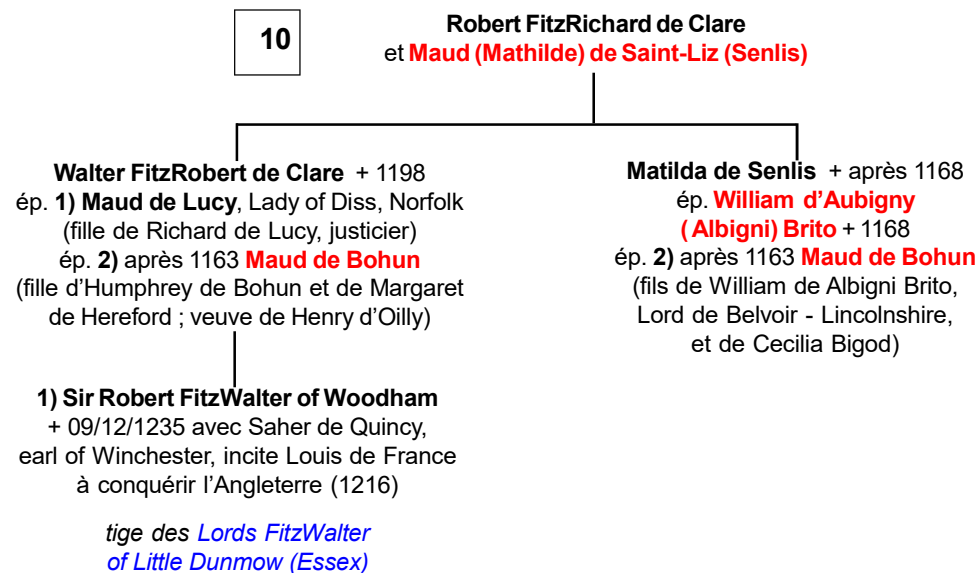 10
Robert FitzRichard de Clare
et Maud (Mathilde) de Saint-Liz (Senlis)
Walter FitzRobert de Clare + 1198
ép. 1) Maud de Lucy, Lady of Diss, Norfolk
(fille de Richard de Lucy, justicier)
ép. 2) après 1163 Maud de Bohun
(fille d’Humphrey de Bohun et de Margaret
de Hereford ; veuve de Henry d’Oilly)
Matilda de Senlis + après 1168
ép. William d’Aubigny
( Albigni) Brito + 1168
ép. 2) après 1163 Maud de Bohun
(fils de William de Albigni Brito,
Lord de Belvoir - Lincolnshire,
et de Cecilia Bigod)
1) Sir Robert FitzWalter of Woodham
+ 09/12/1235 avec Saher de Quincy,
earl of Winchester, incite Louis de France
à conquérir l’Angleterre (1216)
tige des Lords FitzWalter
of Little Dunmow (Essex)